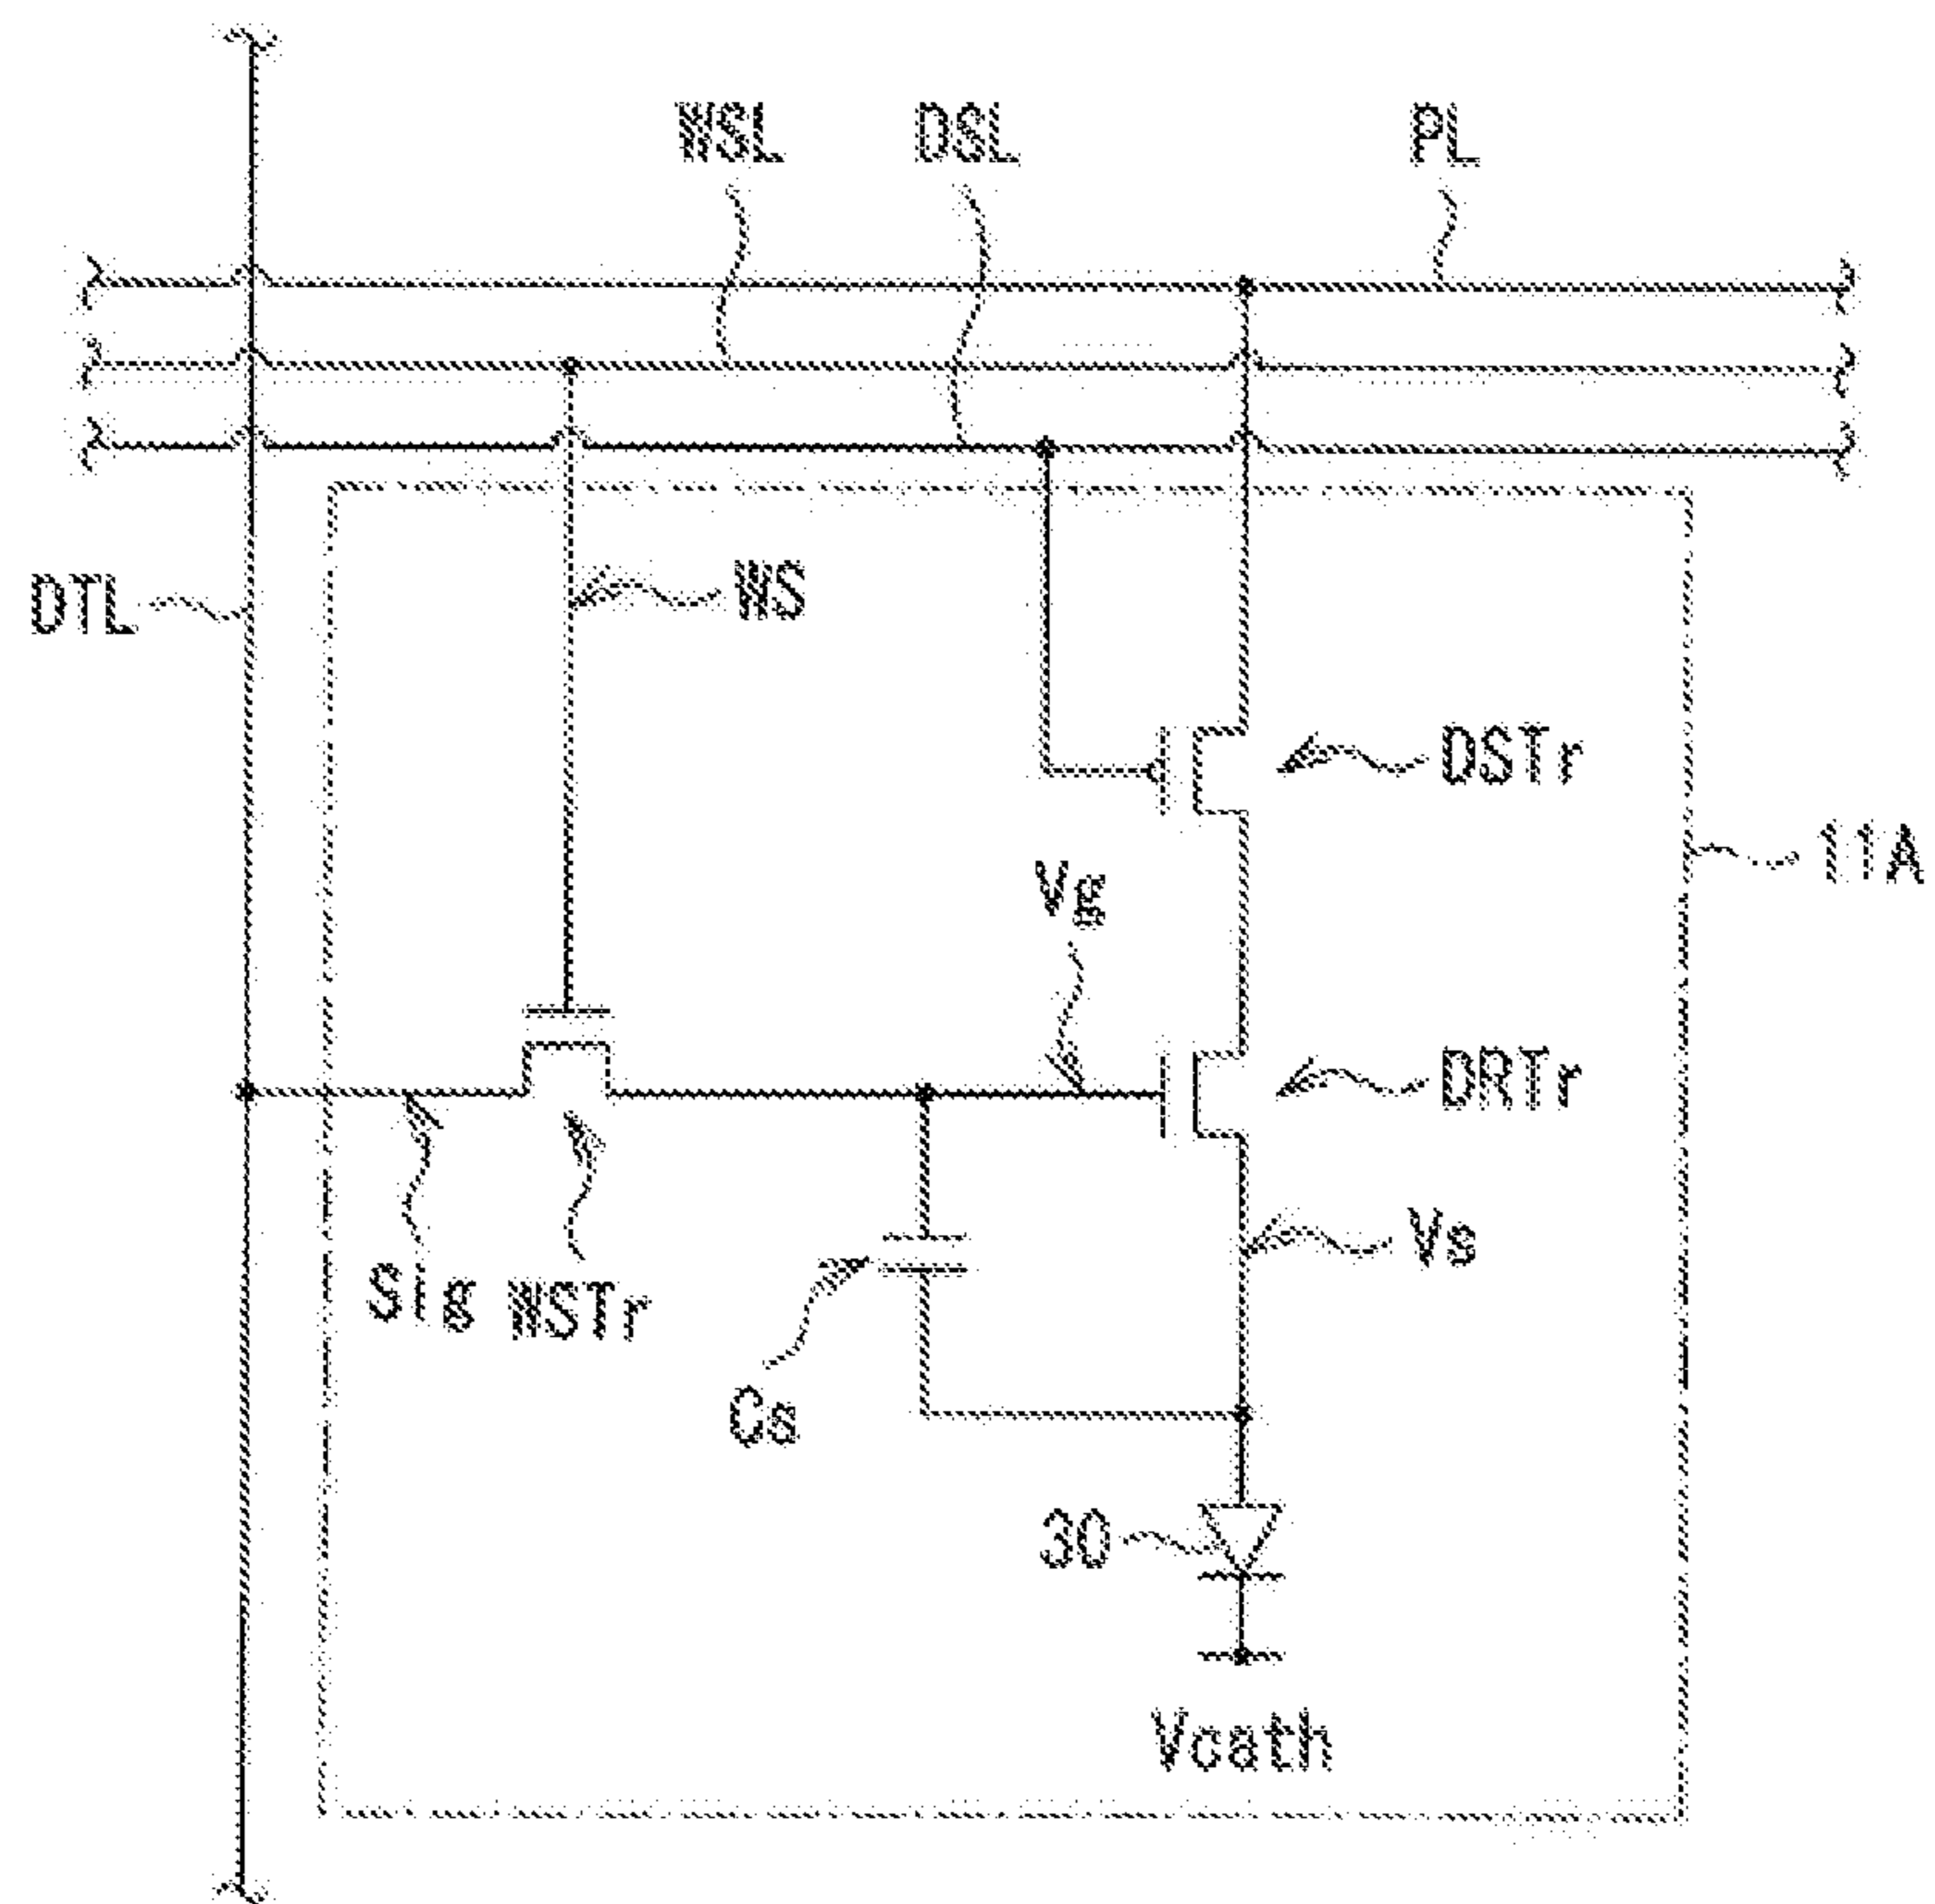 WSL
DSL
PL
DTL
WS
DSTr
11A
Vg
DRTr
Vs
Sig
WSTr
Cs
30
Vcath